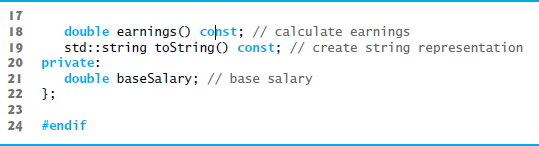 17
18 double earnings() const; // calculate earnings
19 std::string toString() const; // create string representation
20 private:
21 double baseSalary; // base salary
22 };
23
24 #endif